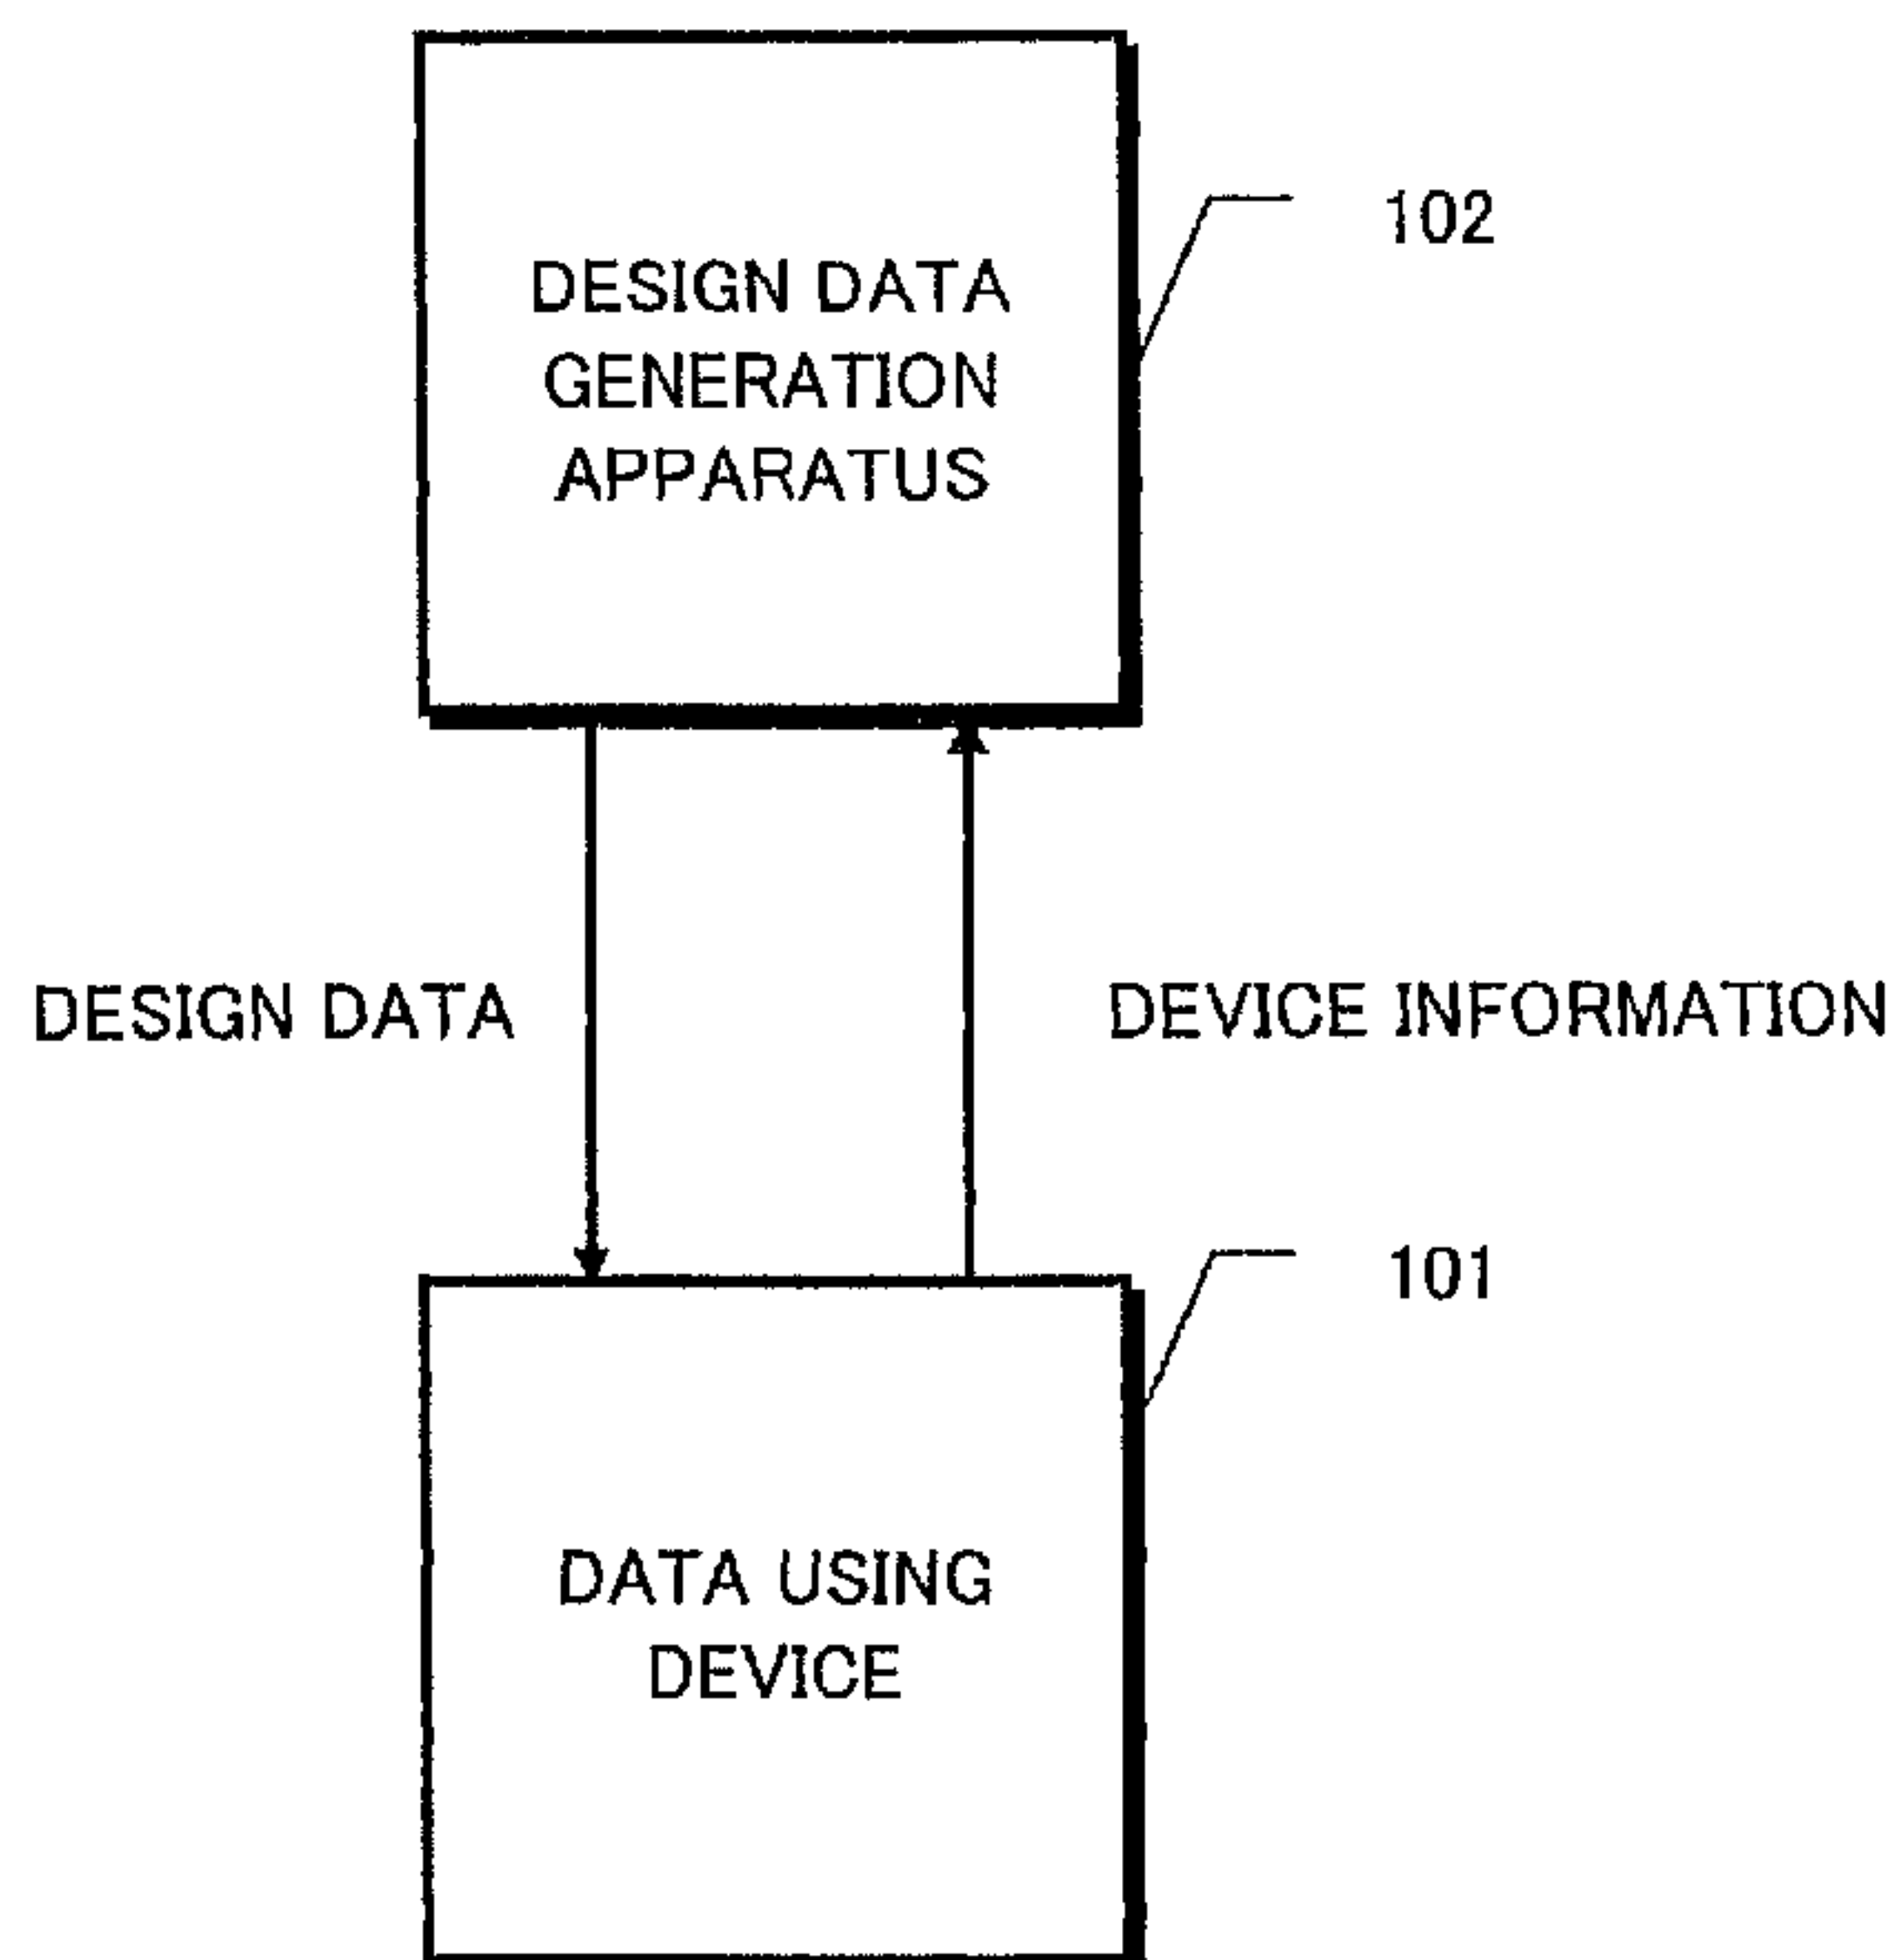 102
DESIGN DATA
GENERATION
APPARATUS
DESIGN DATA
DEVICE INFORMATION
101
DATA USING
DEVICE